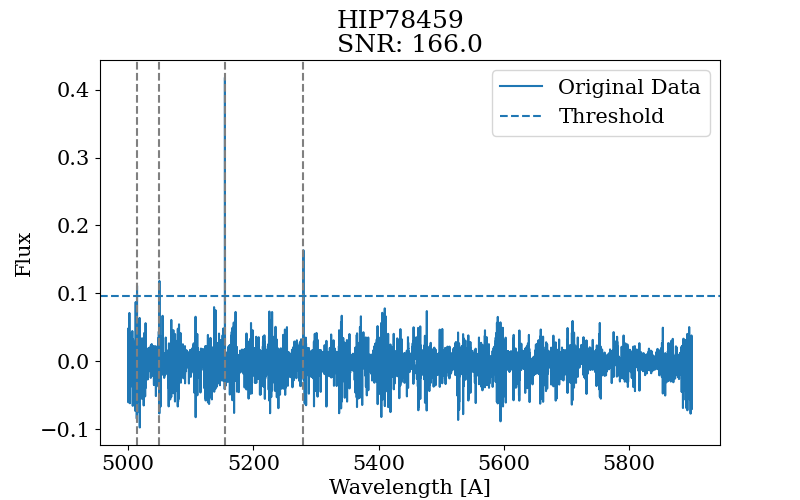 HIP78459
SNR: 166.0
Original Data
Threshold
Flux
0.4
0.3
0.2
0.1
0.0
−0.1
5000 5200 5400 5600 5800
Wavelength [A]